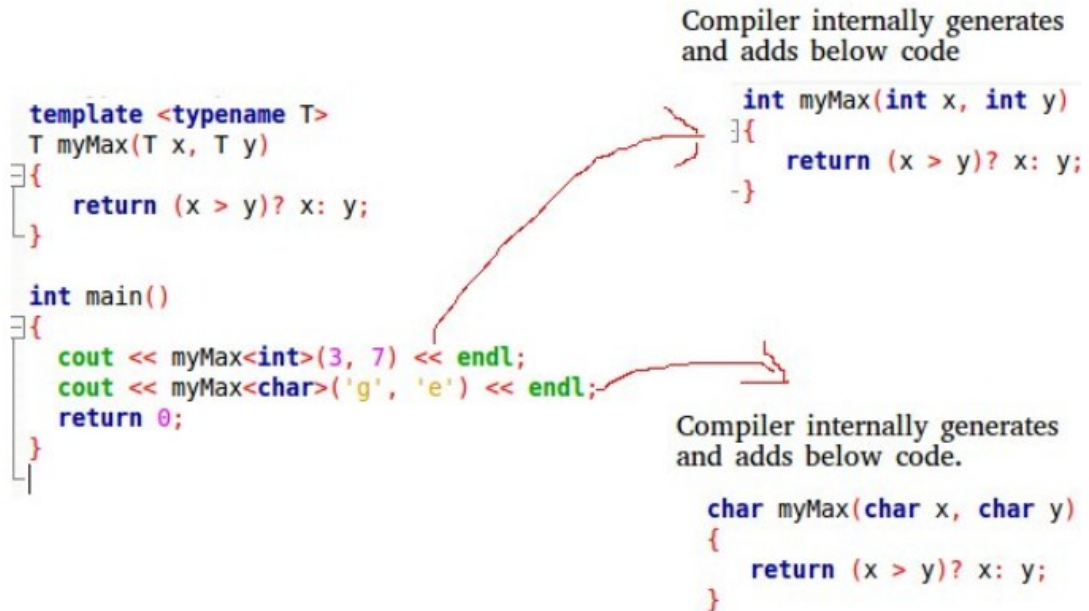 template <typename T>
T myMax(T x, T y)
{
return (x > y)? x: y;
}
int main()
{
cout << myMax<int>(3, 7) << endl;
cout << myMax<char>('g', 'e') << endl;
return 0;
}
Compiler internally generates
and adds below code
int myMax(int x, int y)
{
return (x > y)? x: y;
}
Compiler internally generates
and adds below code.
char myMax(char x, char y)
{
return (x > y)? x: y;
}